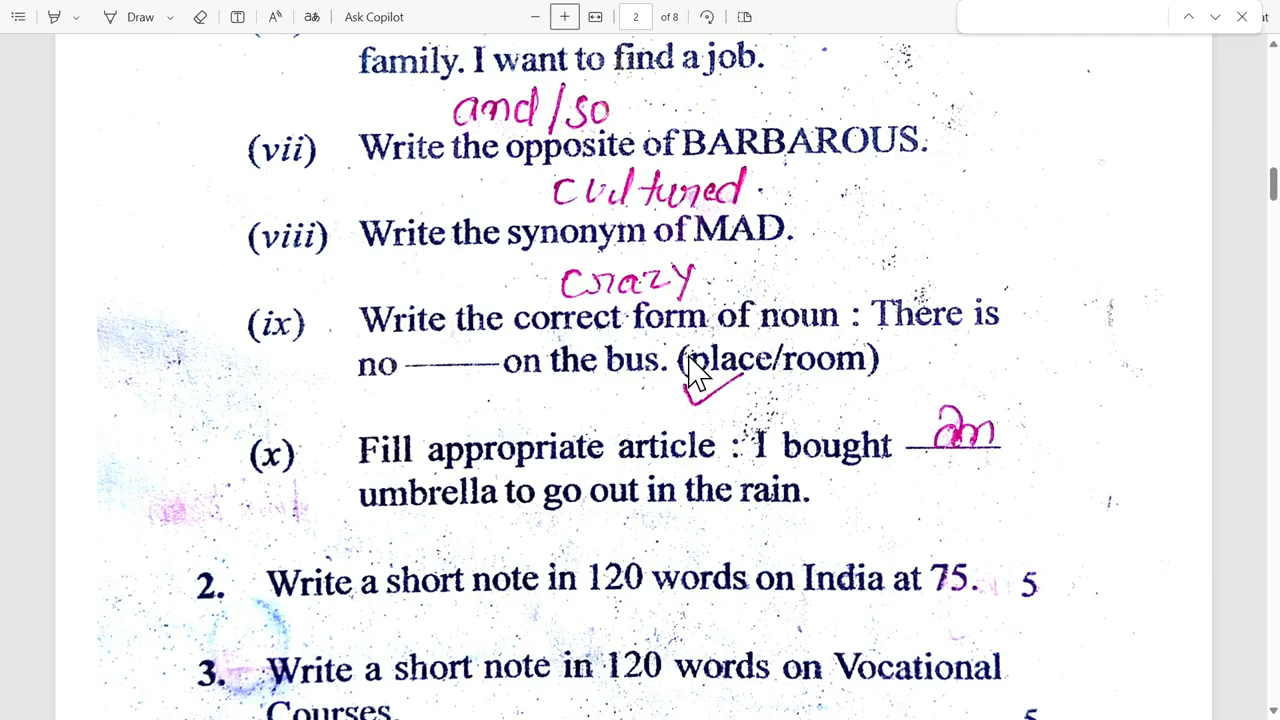 Draw
Ask Copilot
2 of 8
family. I want to find a job.
and/so
(vii) Write the opposite of BARBAROUS.
cultured.
(viii) Write the synonym of MAD.
crazy
(ix) Write the correct form of noun : There is
no ——— on the bus. (place/room)
(x) Fill appropriate article : I bought an
umbrella to go out in the rain.
2. Write a short note in 120 words on India at 75. 5
3. Write a short note in 120 words on Vocational
Courses. 5